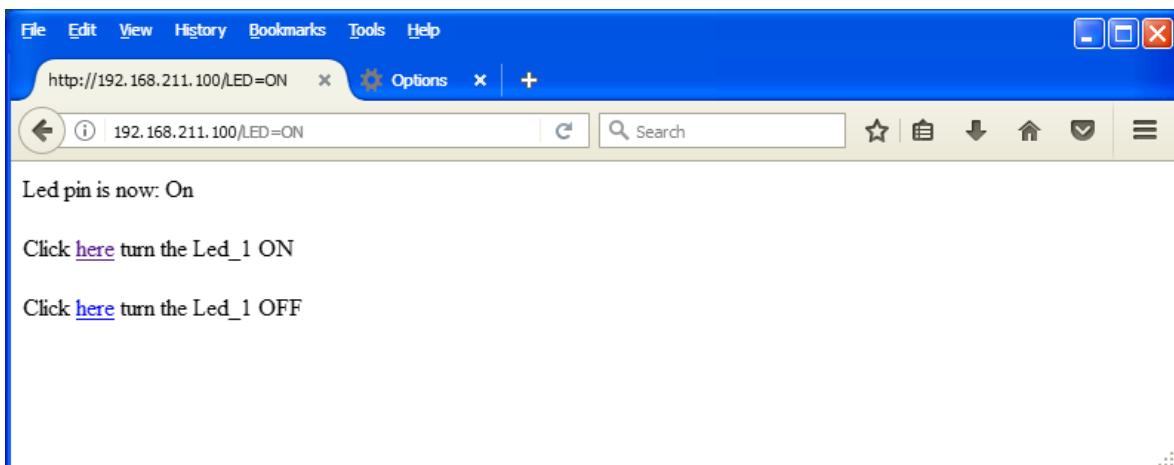 File Edit View History Bookmarks Tools Help
http://192.168.211.100/LED=ON Options
192.168.211.100/LED=ON Search
Led pin is now: On
Click here turn the Led_1 ON
Click here turn the Led_1 OFF